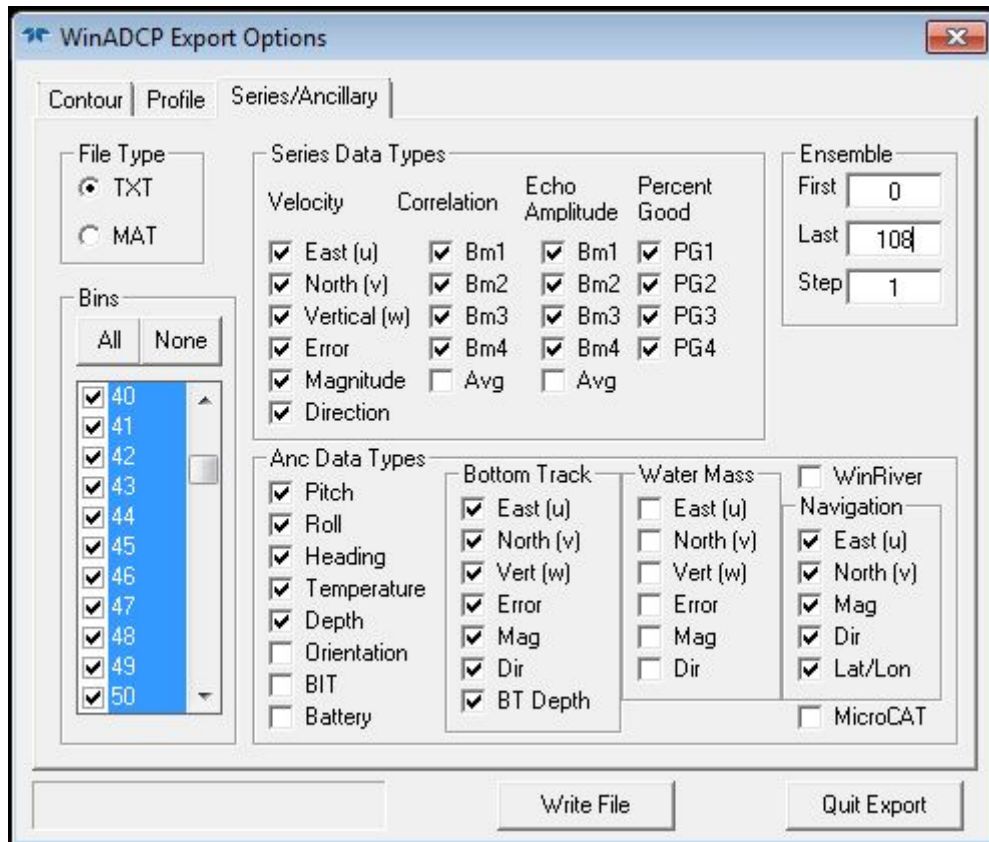 WinADCP Export Options
Contour
Profile
Series/Ancillary
File Type
TXT
MAT
Bins
All
None
40
41
42
43
44
45
46
47
48
49
50
Series Data Types
Velocity
East (u)
North (v)
Vertical (w)
Error
Magnitude
Direction
Correlation
Bm1
Bm2
Bm3
Bm4
Avg
Echo
Amplitude
Bm1
Bm2
Bm3
Bm4
Avg
Percent
Good
PG1
PG2
PG3
PG4
Ensemble
First 0
Last 108
Step 1
Anc Data Types
Pitch
Roll
Heading
Temperature
Depth
Orientation
BIT
Battery
Bottom Track
East (u)
North (v)
Vert (w)
Error
Mag
Dir
BT Depth
Water Mass
East (u)
North (v)
Vert (w)
Error
Mag
Dir
WinRiver
Navigation
East (u)
North (v)
Mag
Dir
Lat/Lon
MicroCAT
Write File
Quit Export